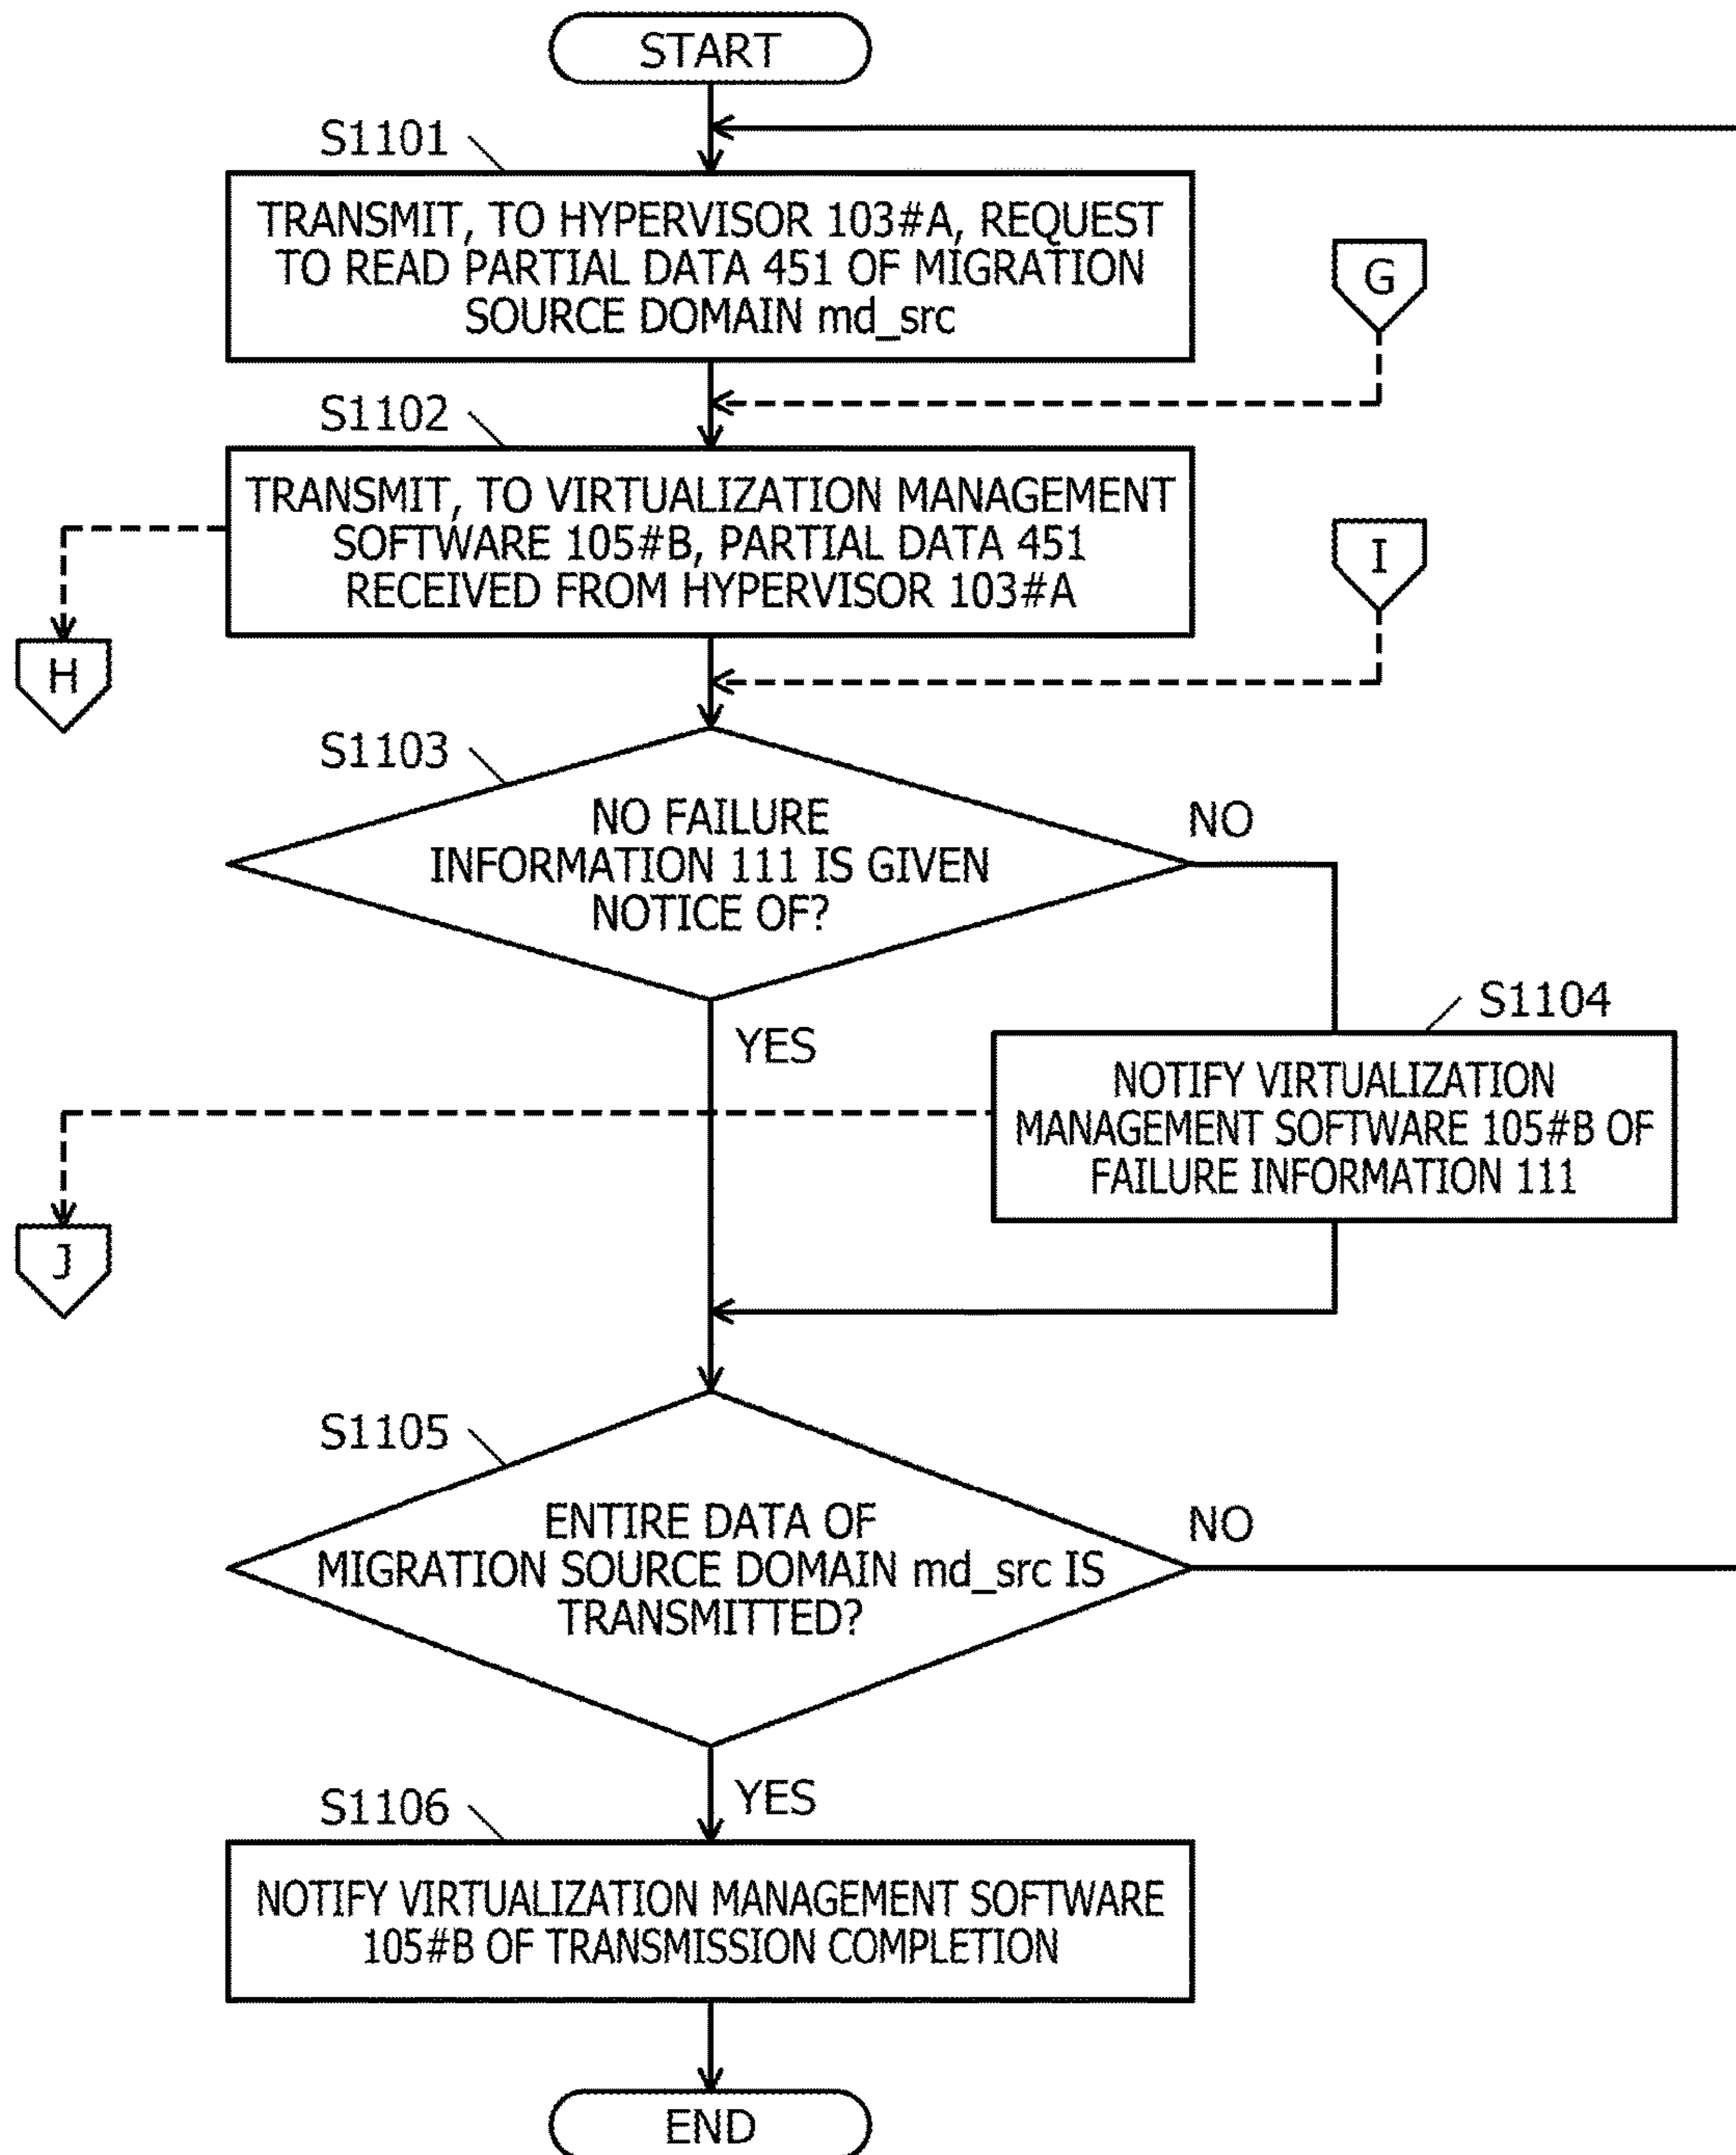 START
S1101
TRANSMIT, TO HYPERVISOR 103#A, REQUEST
TO READ PARTIAL DATA 451 OF MIGRATION
SOURCE DOMAIN md_src
G
S1102
TRANSMIT, TO VIRTUALIZATION MANAGEMENT
SOFTWARE 105#B, PARTIAL DATA 451
RECEIVED FROM HYPERVISOR 103#A
I
H
S1103
NO FAILURE
INFORMATION 111 IS GIVEN
NOTICE OF?
NO
YES
S1104
NOTIFY VIRTUALIZATION
MANAGEMENT SOFTWARE 105#B OF
FAILURE INFORMATION 111
J
S1105
ENTIRE DATA OF
MIGRATION SOURCE DOMAIN md_src IS
TRANSMITTED?
NO
YES
S1106
NOTIFY VIRTUALIZATION MANAGEMENT SOFTWARE
105#B OF TRANSMISSION COMPLETION
END